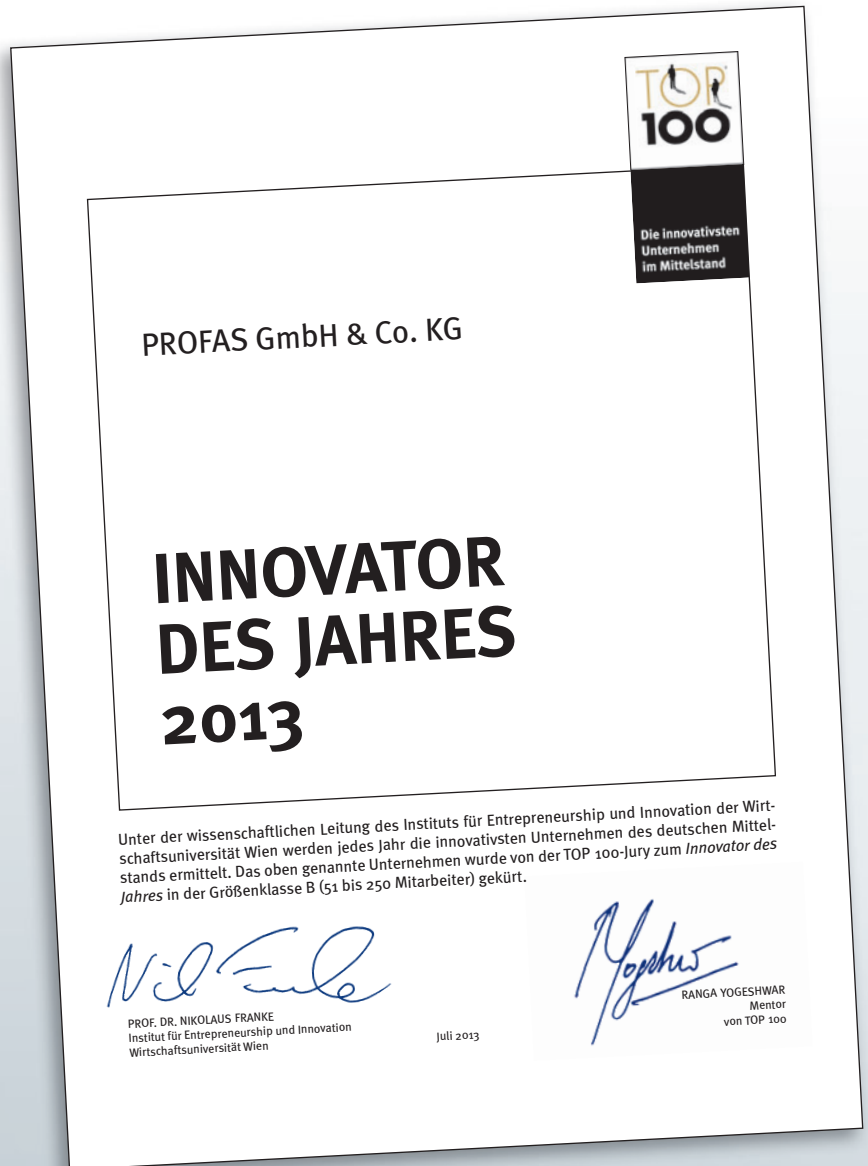 TOP
100
Die innovativsten
Unternehmen
im Mittelstand
PROFAS GmbH & Co. KG
INNOVATOR
DES JAHRES
2013
Unter der wissenschaftlichen Leitung des Instituts für Entrepreneurship und Innovation der Wirt-
schaftsuniversität Wien werden jedes Jahr die innovativsten Unternehmen des deutschen Mittel-
stands ermittelt. Das oben genannte Unternehmen wurde von der TOP 100-Jury zum Innovator des
Jahres in der Größenklasse B (51 bis 250 Mitarbeiter) gekürt.
Yogeshwar
PROF. DR. NIKOLAUS FRANKE
Institut für Entrepreneurship und Innovation
Wirtschaftsuniversität Wien
Juli 2013
RANGA YOGESHWAR
Mentor
von TOP 100